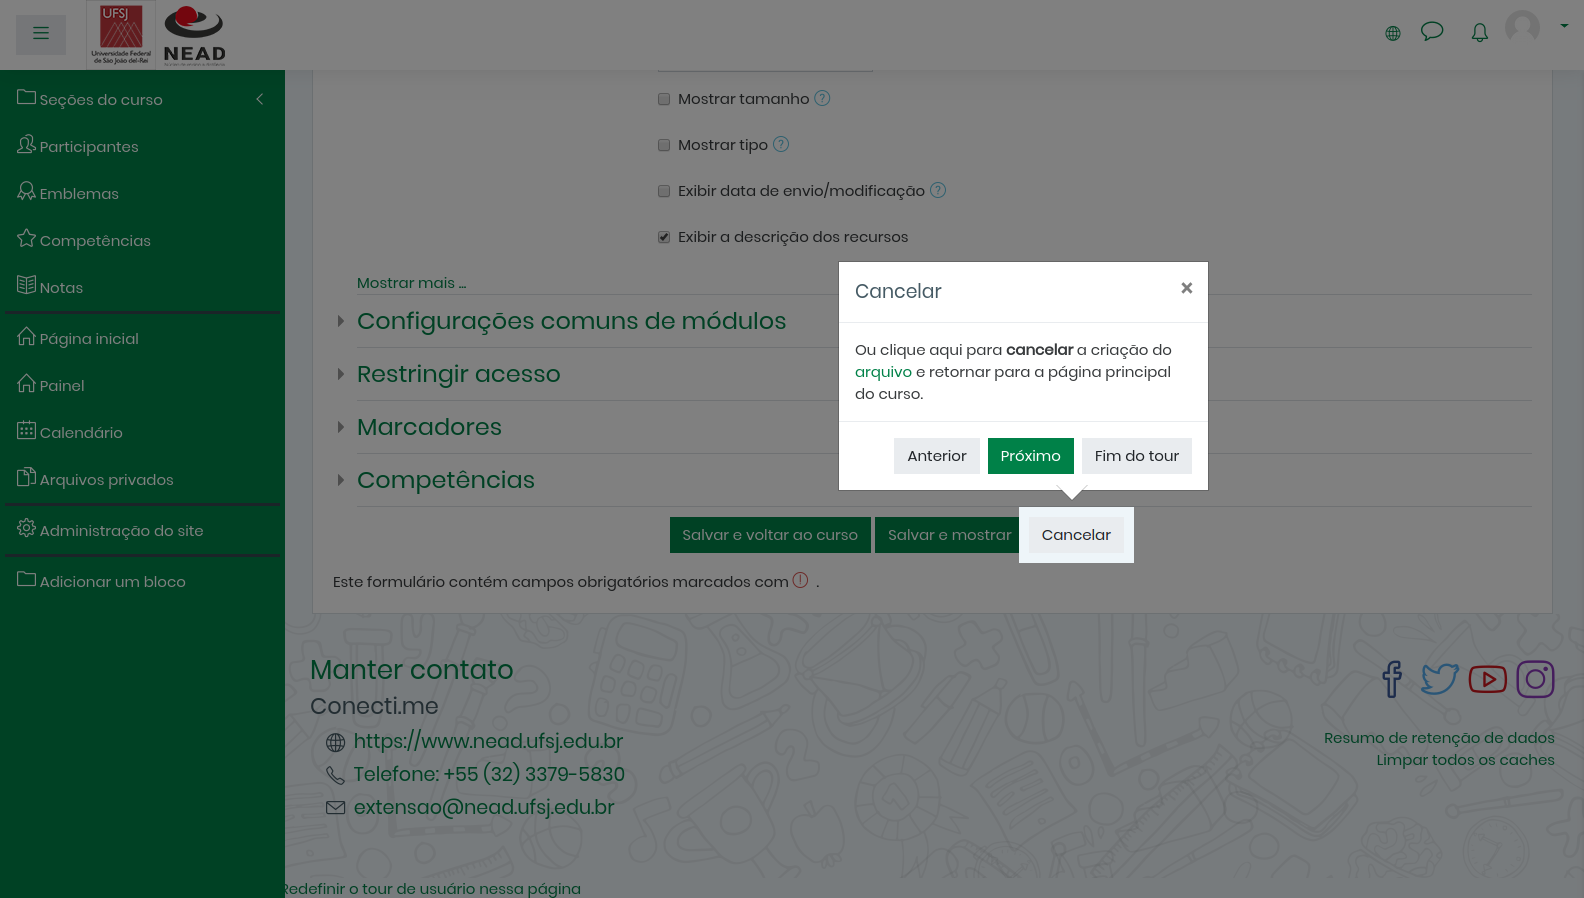 UFSJ
Universidade Federal
de São João del-Rei
NEAD
Seções do curso
Participantes
Emblemas
Competências
Notas
Página inicial
Painel
Calendário
Arquivos privados
Administração do site
Adicionar um bloco
Mostrar tamanho
Mostrar tipo
Exibir data de envio/modificação
Exibir a descrição dos recursos
Mostrar mais ...
Configurações comuns de módulos
Restringir acesso
Marcadores
Competências
Cancelar ×
Ou clique aqui para cancelar a criação do
arquivo e retornar para a página principal
do curso.
Anterior Próximo Fim do tour
Salvar e voltar ao curso Salvar e mostrar Cancelar
Este formulário contém campos obrigatórios marcados com .
Manter contato
Conecti.me
https://www.nead.ufsj.edu.br
Telefone: +55 (32) 3379-5830
extensao@nead.ufsj.edu.br
Resumo de retenção de dados
Limpar todos os caches
Redefinir o tour de usuário nessa página